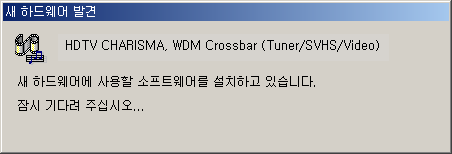 새 하드웨어 발견
HDTV CHARISMA, WDM Crossbar (Tuner/SVHS/Video)
새 하드웨어에 사용할 소프트웨어를 설치하고 있습니다.
잠시 기다려 주십시오...